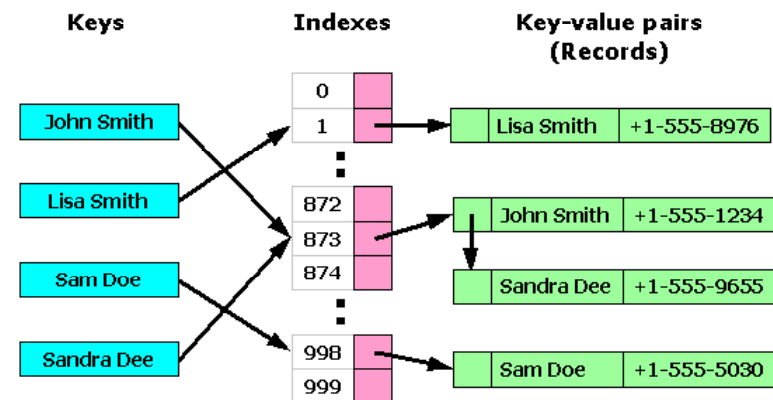 Keys
Indexes
Key-value pairs
(Records)
John Smith
Lisa Smith
Sam Doe
Sandra Dee
0
1
:
872
873
874
:
998
999
Lisa Smith +1-555-8976
John Smith +1-555-1234
Sandra Dee +1-555-9655
Sam Doe +1-555-5030